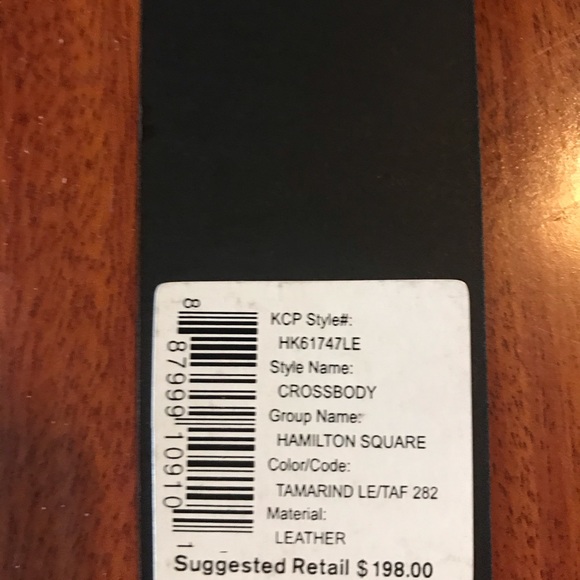 8 87999 10910 1
KCP Style#:
HK61747LE
Style Name:
CROSSBODY
Group Name:
HAMILTON SQUARE
Color/Code:
TAMARIND LE/TAF 282
Material:
LEATHER
Suggested Retail $198.00